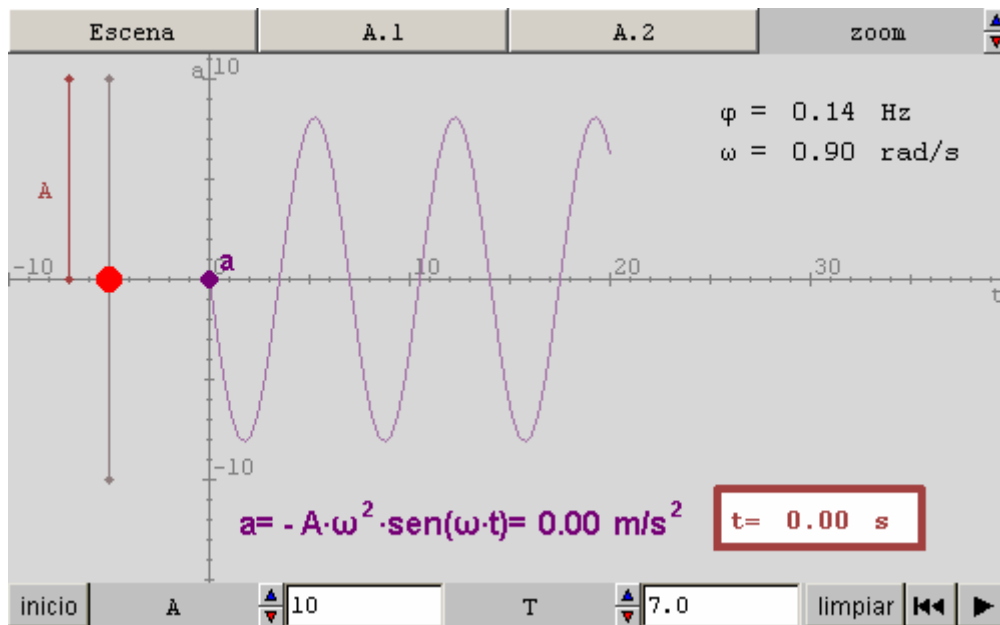 Escena A.1 A.2 zoom
a 10
φ = 0.14 Hz
ω = 0.90 rad/s
A
-10 0 a 10 20 30
t
-10
a= - A·ω²·sen(ω·t)= 0.00 m/s²
t= 0.00 s
inicio A 10 T 7.0 limpiar